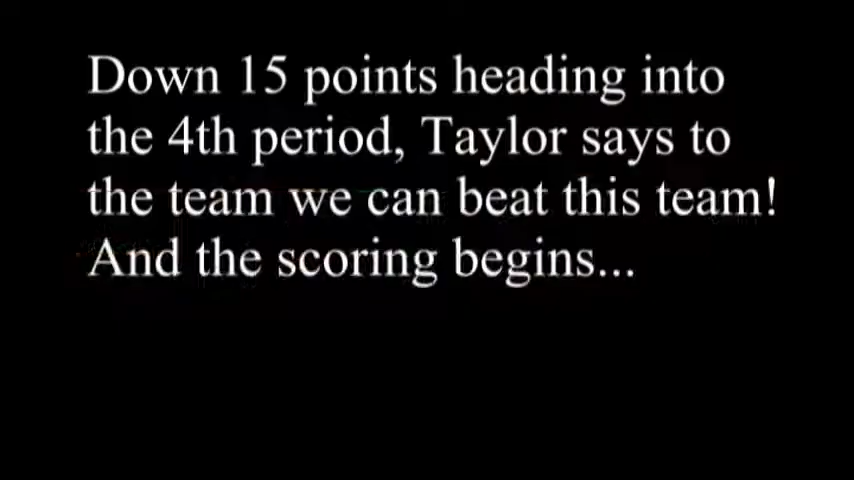 Down 15 points heading into
the 4th period, Taylor says to
the team we can beat this team!
And the scoring begins...